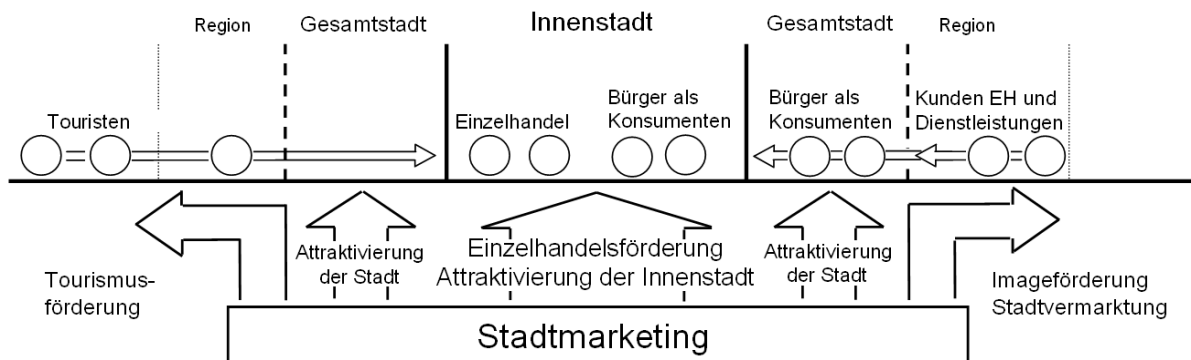 Region
Gesamtstadt
Innenstadt
Gesamtstadt
Region
Touristen
Einzelhandel
Bürger als
Konsumenten
Bürger als
Konsumenten
Kunden EH und
Dienstleistungen
Tourismus-
förderung
Attraktivierung
der Stadt
Einzelhandelsförderung
Attraktivierung der Innenstadt
Attraktivierung
der Stadt
Imageförderung
Stadtvermarktung
Stadtmarketing